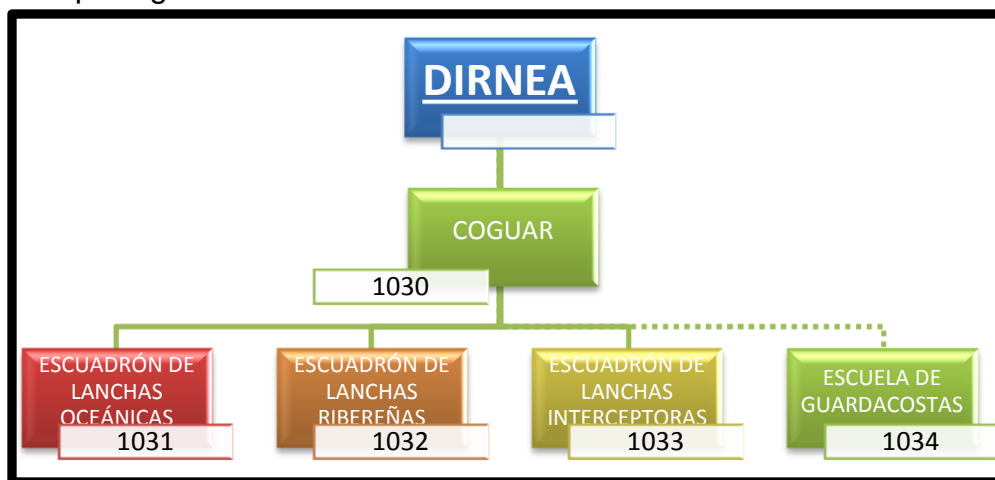 DIRNEA
COGUAR
1030
ESCUADRÓN DE
LANCHAS
OCEÁNICAS
1031
ESCUADRÓN DE
LANCHAS
RIBEREÑAS
1032
ESCUADRÓN DE
LANCHAS
INTERCEPTORAS
1033
ESCUELA DE
GUARDACOSTAS
1034